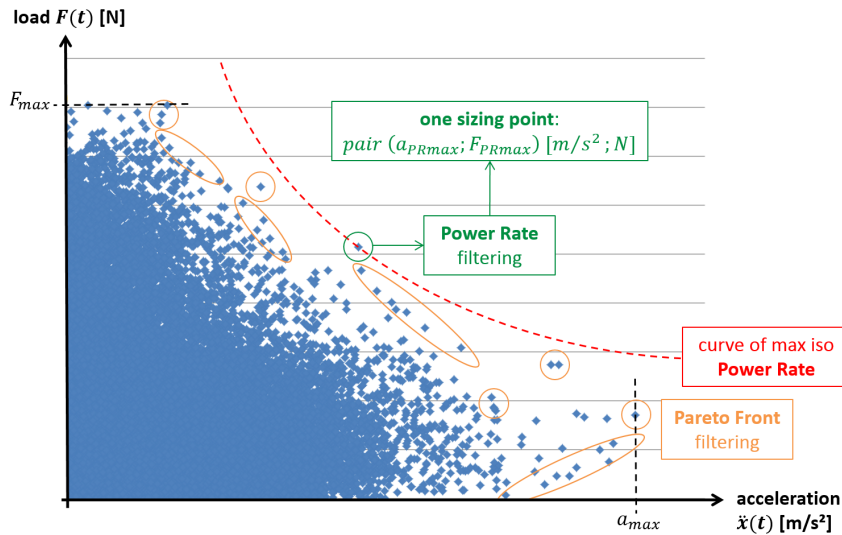 load F(t) [N]
F_max
one sizing point:
pair (a_PRmax; F_PRmax) [m/s²; N]
Power Rate
filtering
curve of max iso
Power Rate
Pareto Front
filtering
acceleration
ẍ(t) [m/s²]
a_max